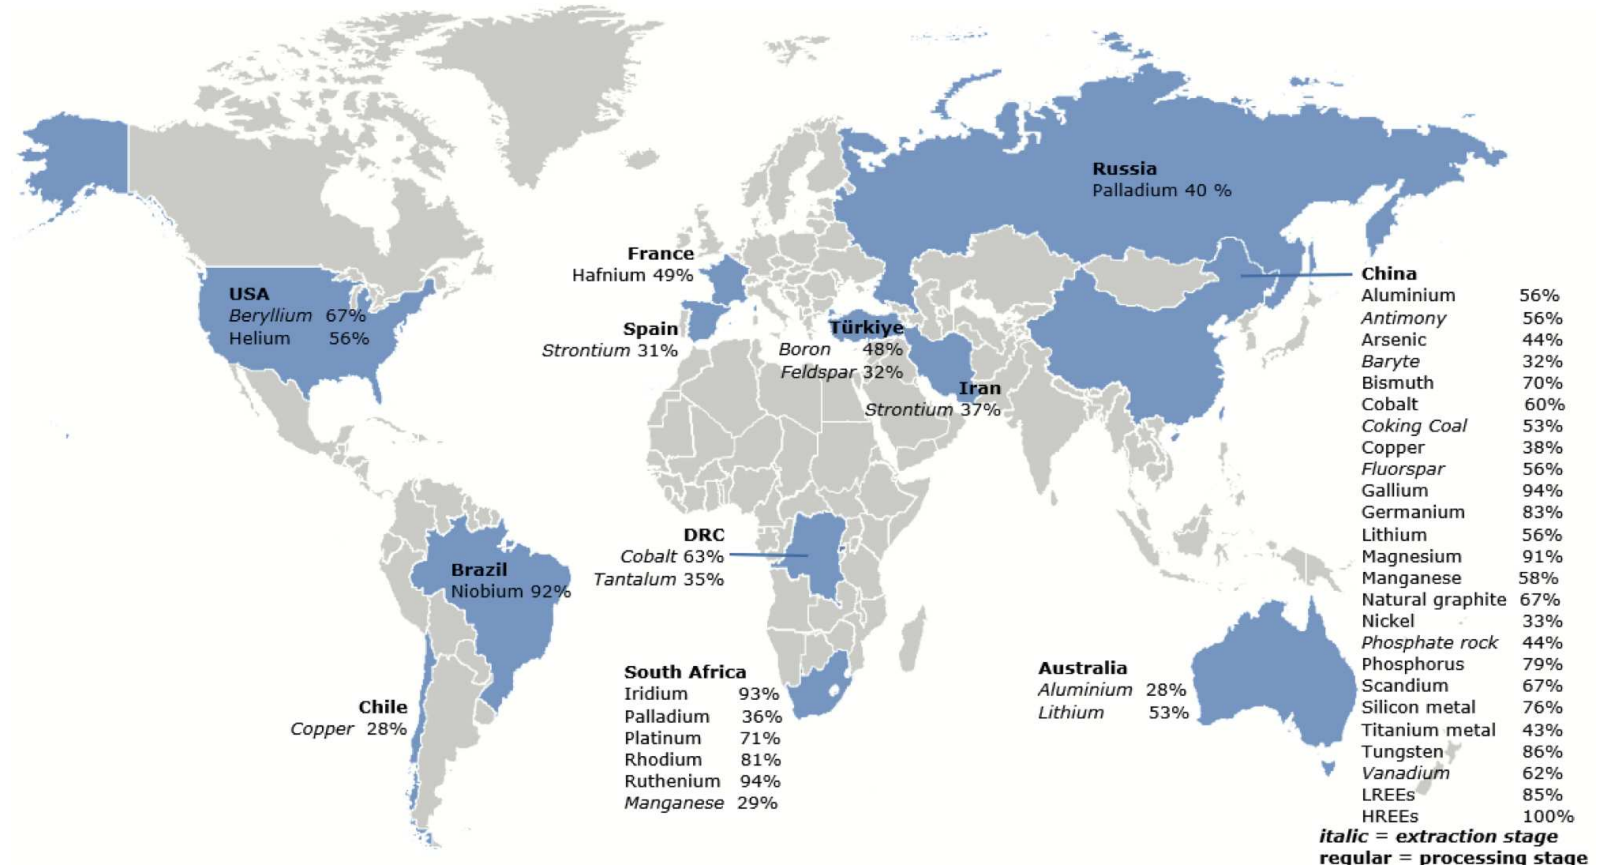 Russia
Palladium 40 %
France
Hafnium 49%
China
Aluminium 56%
Antimony 56%
Arsenic 44%
Baryte 32%
Bismuth 70%
Cobalt 60%
Coking Coal 53%
Copper 38%
Fluorspar 56%
Gallium 94%
Germanium 83%
Lithium 56%
Magnesium 91%
Manganese 58%
Natural graphite 67%
Nickel 33%
Phosphate rock 44%
Phosphorus 79%
Scandium 67%
Silicon metal 76%
Titanium metal 43%
Tungsten 86%
Vanadium 62%
LREEs 85%
HREEs 100%
USA
Beryllium 67%
Helium 56%
Spain
Strontium 31%
Türkiye
Boron 48%
Feldspar 32%
Iran
Strontium 37%
DRC
Cobalt 63%
Tantalum 35%
Brazil
Niobium 92%
South Africa
Iridium 93%
Palladium 36%
Platinum 71%
Rhodium 81%
Ruthenium 94%
Manganese 29%
Australia
Aluminium 28%
Lithium 53%
Chile
Copper 28%
italic = extraction stage
regular = processing stage